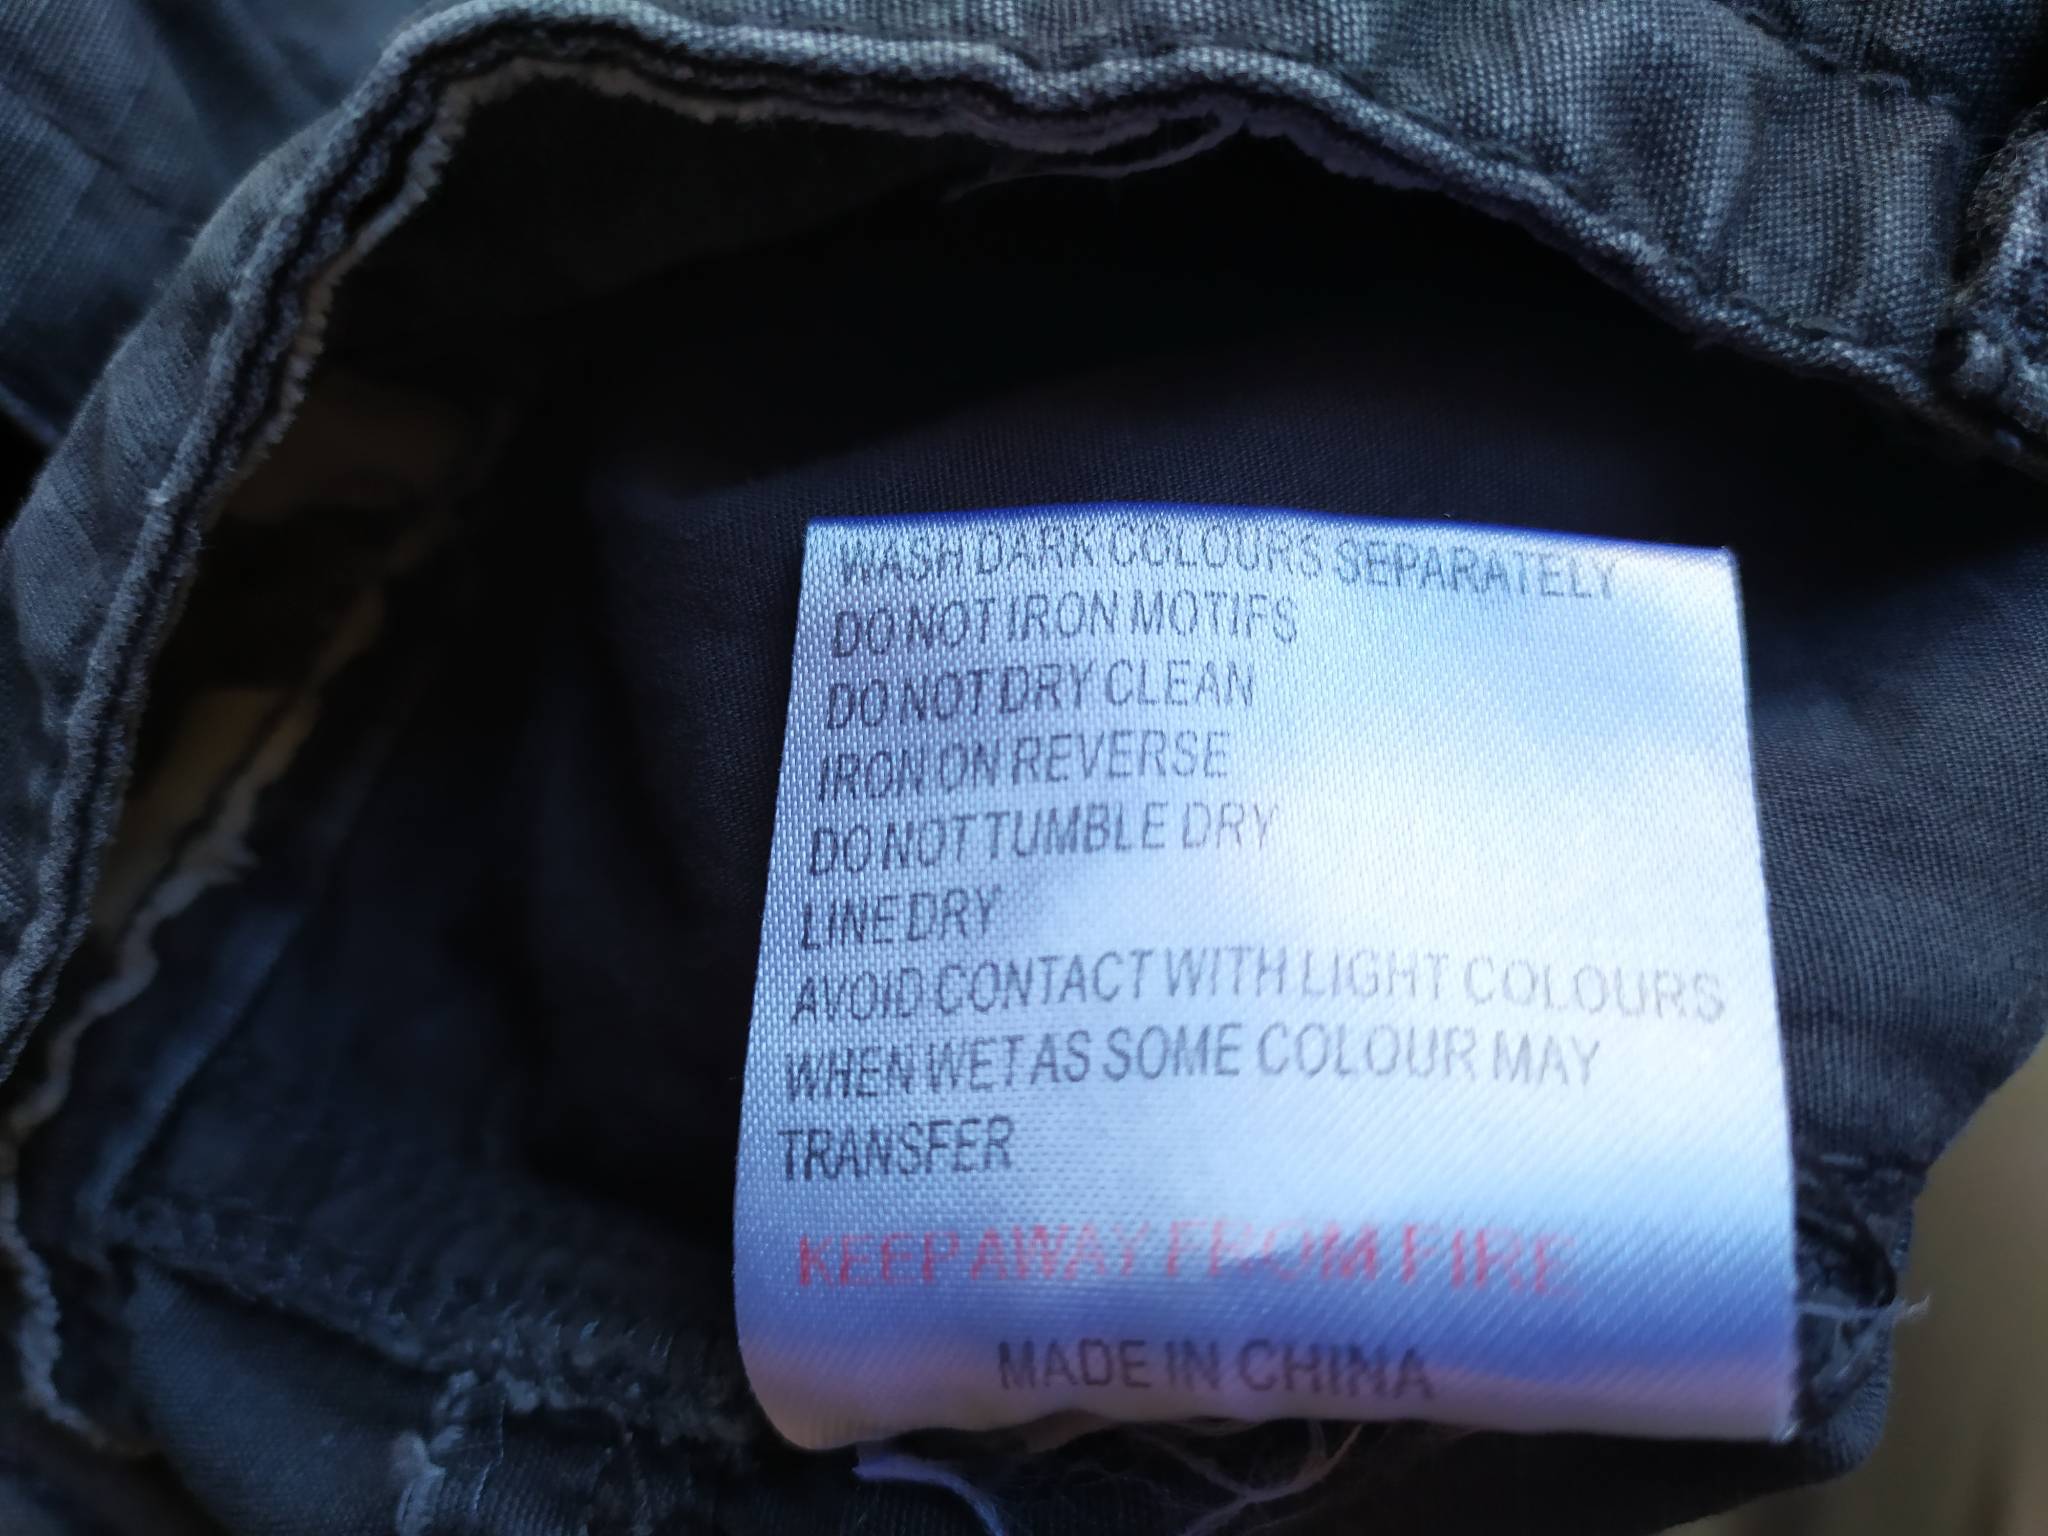 WASH DARK COLOURS SEPARATELY
DO NOT IRON MOTIFS
DO NOT DRY CLEAN
IRON ON REVERSE
DO NOT TUMBLE DRY
LINE DRY
AVOID CONTACT WITH LIGHT COLOURS
WHEN WET AS SOME COLOUR MAY
TRANSFER
KEEP AWAY FROM FIRE
MADE IN CHINA